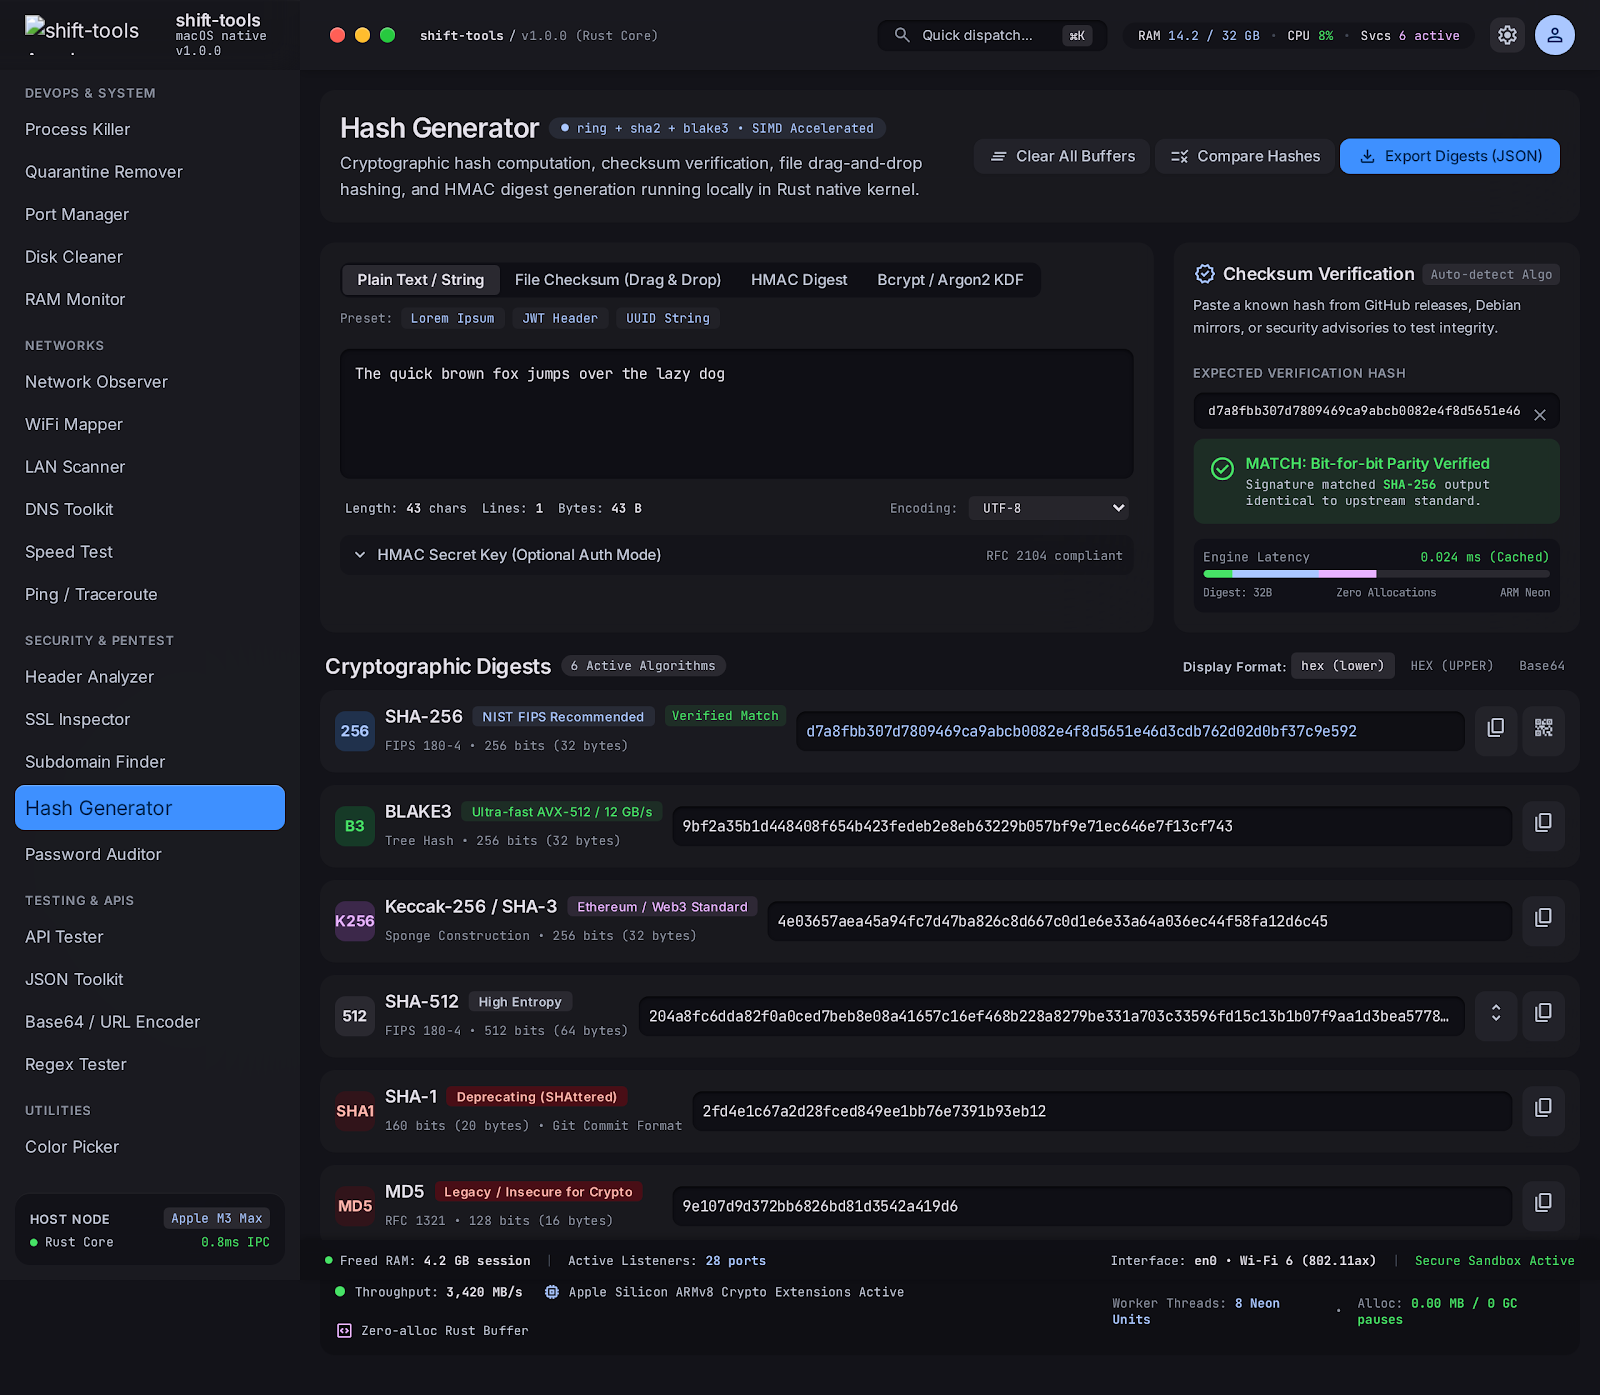 shift-tools
shift-tools
macOS native
v1.0.0
DEVOPS & SYSTEM
Process Killer
Quarantine Remover
Port Manager
Disk Cleaner
RAM Monitor
NETWORKS
Network Observer
WiFi Mapper
LAN Scanner
DNS Toolkit
Speed Test
Ping / Traceroute
SECURITY & PENTEST
Header Analyzer
SSL Inspector
Subdomain Finder
Hash Generator
Password Auditor
TESTING & APIS
API Tester
JSON Toolkit
Base64 / URL Encoder
Regex Tester
UTILITIES
Color Picker
HOST NODE Apple M3 Max
Rust Core 0.8ms IPC
shift-tools / v1.0.0 (Rust Core)
Quick dispatch... ⌘K
RAM 14.2 / 32 GB • CPU 8% • Svcs 6 active
Hash Generator • ring + sha2 + blake3 • SIMD Accelerated
Cryptographic hash computation, checksum verification, file drag-and-drop
hashing, and HMAC digest generation running locally in Rust native kernel.
Clear All Buffers Compare Hashes Export Digests (JSON)
Plain Text / String File Checksum (Drag & Drop) HMAC Digest Bcrypt / Argon2 KDF
Preset: Lorem Ipsum JWT Header UUID String
The quick brown fox jumps over the lazy dog
Length: 43 chars Lines: 1 Bytes: 43 B
Encoding: UTF-8
HMAC Secret Key (Optional Auth Mode) RFC 2104 compliant
Checksum Verification Auto-detect Algo
Paste a known hash from GitHub releases, Debian
mirrors, or security advisories to test integrity.
EXPECTED VERIFICATION HASH
d7a8fbb307d7809469ca9abcb0082e4f8d5651e46
MATCH: Bit-for-bit Parity Verified
Signature matched SHA-256 output
identical to upstream standard.
Engine Latency 0.024 ms (Cached)
Digest: 32B Zero Allocations ARM Neon
Cryptographic Digests 6 Active Algorithms
Display Format: hex (lower) HEX (UPPER) Base64
256 SHA-256 NIST FIPS Recommended Verified Match
FIPS 180-4 • 256 bits (32 bytes)
d7a8fbb307d7809469ca9abcb0082e4f8d5651e46d3cdb762d02d0bf37c9e592
B3 BLAKE3 Ultra-fast AVX-512 / 12 GB/s
Tree Hash • 256 bits (32 bytes)
9bf2a35b1d448408f654b423fedeb2e8eb63229b057bf9e71ec646e7f13cf743
K256 Keccak-256 / SHA-3 Ethereum / Web3 Standard
Sponge Construction • 256 bits (32 bytes)
4e03657aea45a94fc7d47ba826c8d667c0d1e6e33a64a036ec44f58fa12d6c45
512 SHA-512 High Entropy
FIPS 180-4 • 512 bits (64 bytes)
204a8fc6dda82f0a0ced7beb8e08a41657c16ef468b228a8279be331a703c33596fd15c13b1b07f9aa1d3bea5778…
SHA1 SHA-1 Deprecating (SHAttered)
160 bits (20 bytes) • Git Commit Format
2fd4e1c67a2d28fced849ee1bb76e7391b93eb12
MD5 MD5 Legacy / Insecure for Crypto
RFC 1321 • 128 bits (16 bytes)
9e107d9d372bb6826bd81d3542a419d6
Freed RAM: 4.2 GB session | Active Listeners: 28 ports
Interface: en0 • Wi-Fi 6 (802.11ax) | Secure Sandbox Active
Throughput: 3,420 MB/s Apple Silicon ARMv8 Crypto Extensions Active
Zero-alloc Rust Buffer
Worker Threads: 8 Neon
Units
• Alloc: 0.00 MB / 0 GC
pauses